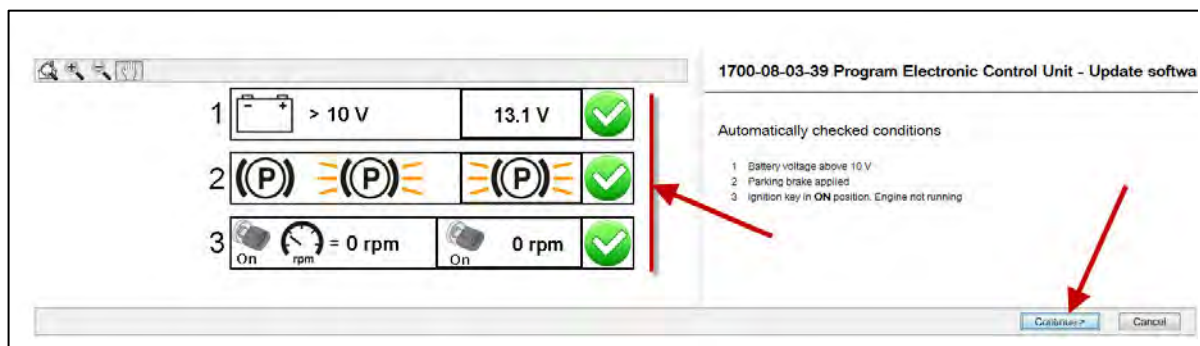 1700-08-03-39 Program Electronic Control Unit - Update softwa
1 - + > 10 V 13.1 V
2 (P) (P) (P)
3 On rpm = 0 rpm On 0 rpm
Automatically checked conditions
1 Battery voltage above 10 V
2 Parking brake applied
3 Ignition key in ON position. Engine not running
Continue> Cancel